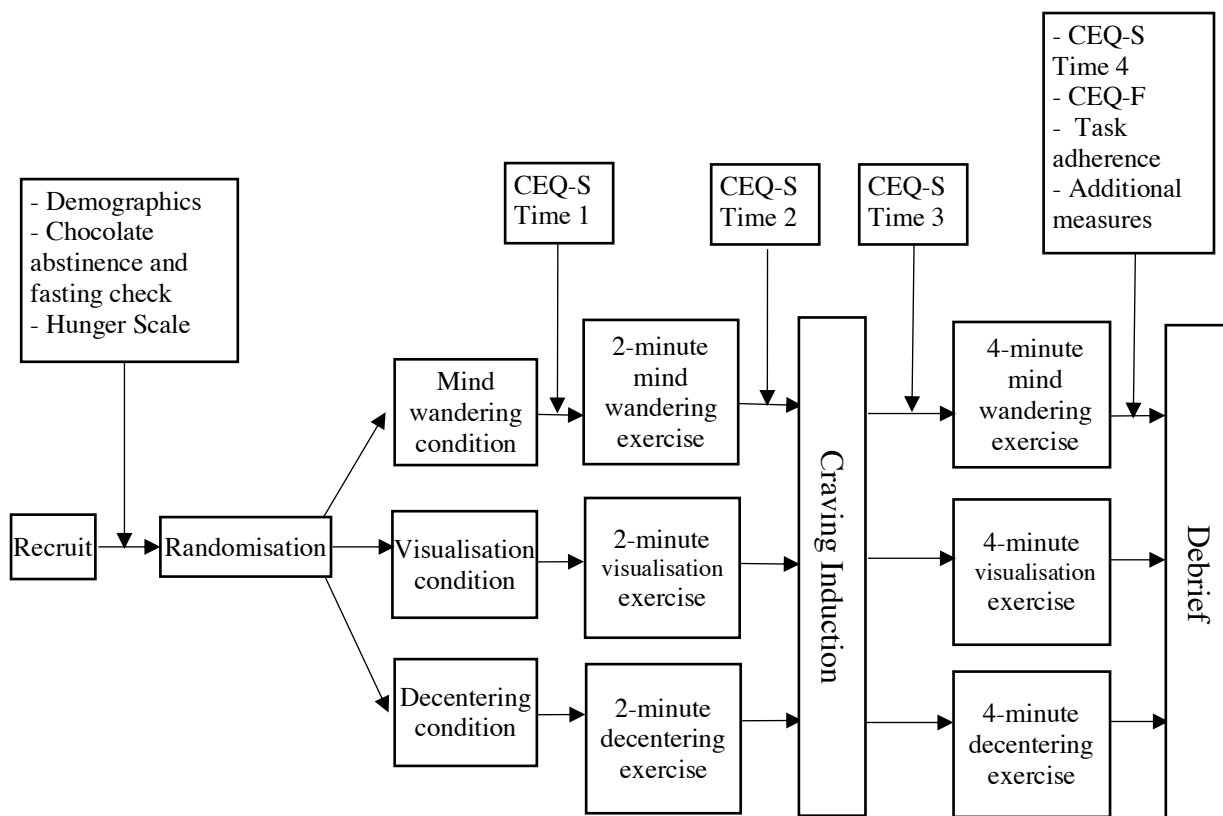 - CEQ-S
Time 4
- CEQ-F
- Task
adherence
- Additional
measures
- Demographics
- Chocolate
abstinence and
fasting check
- Hunger Scale
CEQ-S
Time 1
CEQ-S
Time 2
CEQ-S
Time 3
Mind
wandering
condition
2-minute
mind
wandering
exercise
4-minute
mind
wandering
exercise
Recruit
Randomisation
Visualisation
condition
2-minute
visualisation
exercise
Craving Induction
4-minute
visualisation
exercise
Debrief
Decentering
condition
2-minute
decentering
exercise
4-minute
decentering
exercise